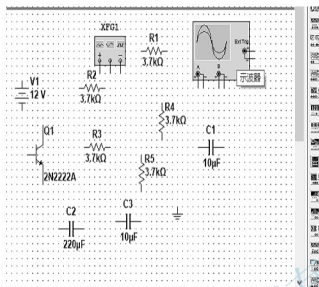 XFG1
R1
3.7kΩ
Ext Trig
A
B
示波器
V1
12 V
R2
3.7kΩ
R4
3.7kΩ
Q1
2N2222A
R3
3.7kΩ
C1
10μF
R5
3.7kΩ
C2
220μF
C3
10μF